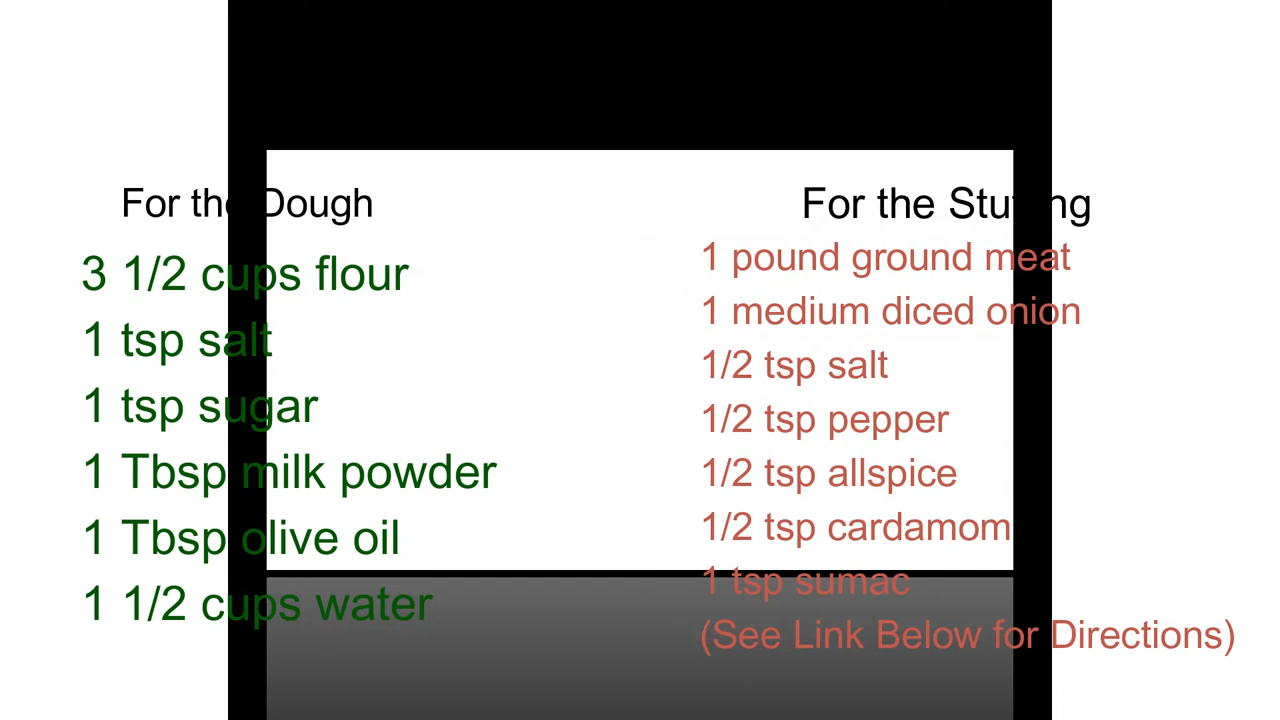 For the Dough
3 1/2 cups flour
1 tsp salt
1 tsp sugar
1 Tbsp milk powder
1 Tbsp olive oil
1 1/2 cups water
For the Stuffing
1 pound ground meat
1 medium diced onion
1/2 tsp salt
1/2 tsp pepper
1/2 tsp allspice
1/2 tsp cardamom
1 tsp sumac
(See Link Below for Directions)